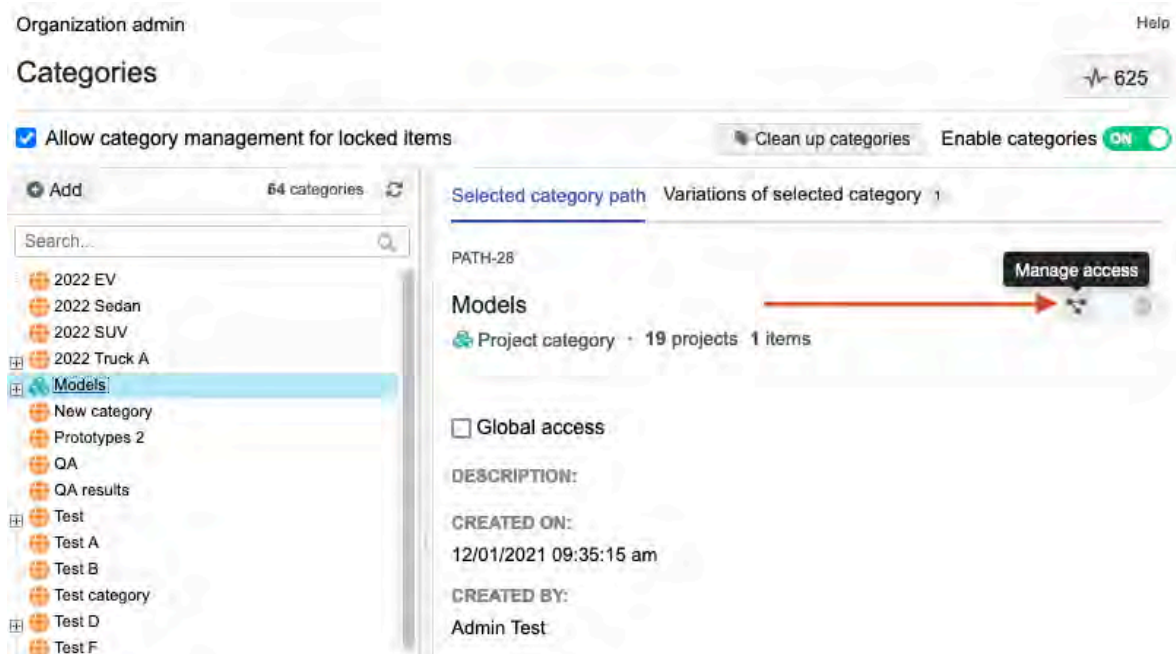 Organization admin
Help
Categories
625
Allow category management for locked items
Clean up categories
Enable categories ON
Add
64 categories
Selected category path
Variations of selected category 1
Search...
PATH-28
Manage access
2022 EV
2022 Sedan
Models
2022 SUV
Project category · 19 projects 1 items
2022 Truck A
Models
New category
Global access
Prototypes 2
QA
DESCRIPTION:
QA results
Test
CREATED ON:
Test A
12/01/2021 09:35:15 am
Test B
Test category
CREATED BY:
Test D
Admin Test
Test F